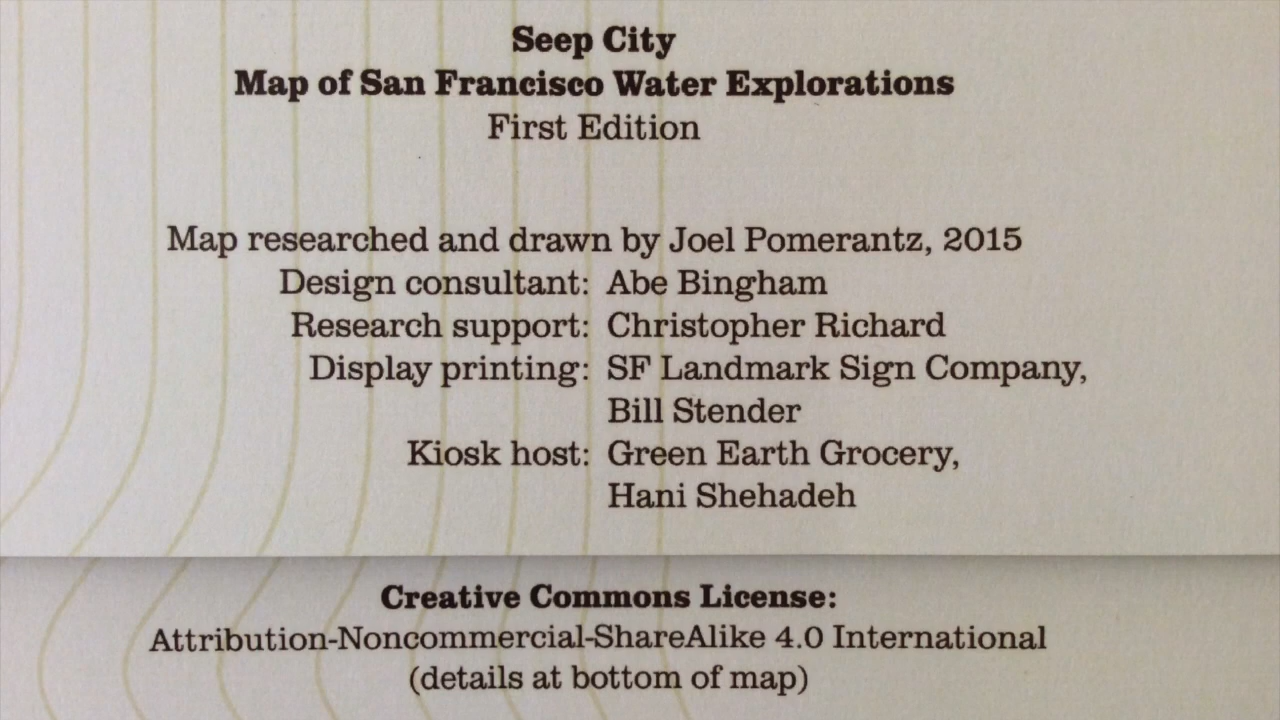 Seep City
Map of San Francisco Water Explorations
First Edition
Map researched and drawn by Joel Pomerantz, 2015
Design consultant: Abe Bingham
Research support: Christopher Richard
Display printing: SF Landmark Sign Company,
Bill Stender
Kiosk host: Green Earth Grocery,
Hani Shehadeh
Creative Commons License:
Attribution-Noncommercial-ShareAlike 4.0 International
(details at bottom of map)